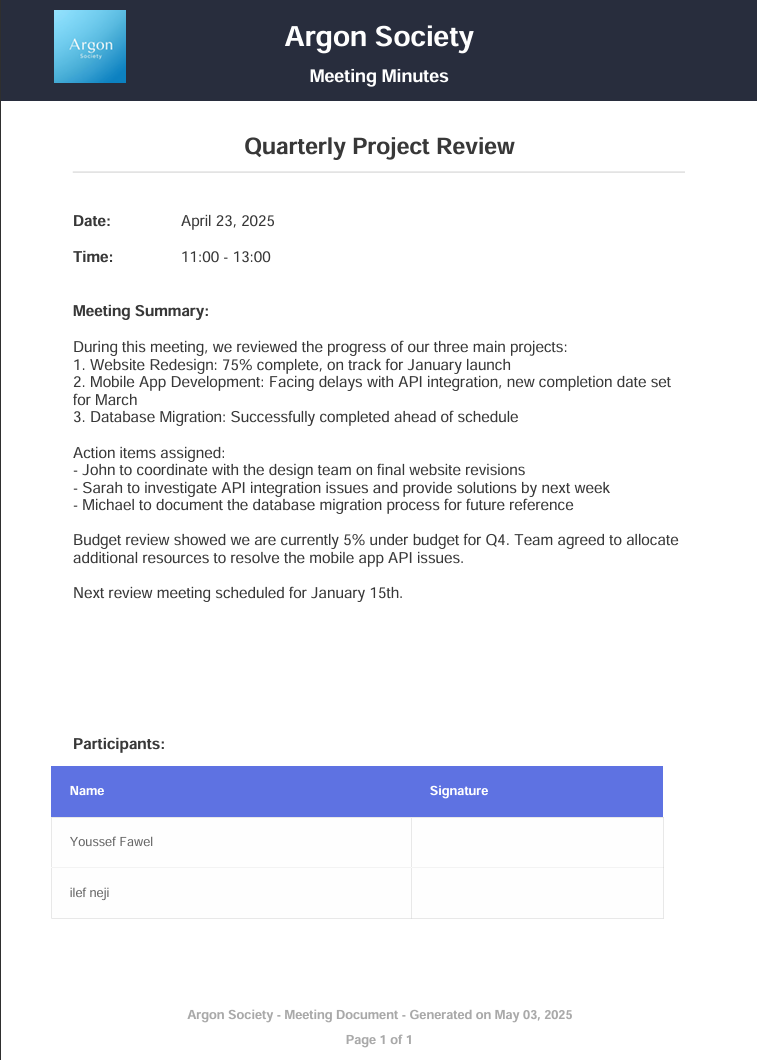 Argon
Society
Argon Society
Meeting Minutes
Quarterly Project Review
Date: April 23, 2025
Time: 11:00 - 13:00
Meeting Summary:
During this meeting, we reviewed the progress of our three main projects:
1. Website Redesign: 75% complete, on track for January launch
2. Mobile App Development: Facing delays with API integration, new completion date set
for March
3. Database Migration: Successfully completed ahead of schedule
Action items assigned:
- John to coordinate with the design team on final website revisions
- Sarah to investigate API integration issues and provide solutions by next week
- Michael to document the database migration process for future reference
Budget review showed we are currently 5% under budget for Q4. Team agreed to allocate
additional resources to resolve the mobile app API issues.
Next review meeting scheduled for January 15th.
Participants:
Name Signature
Youssef Fawel
ilef neji
Argon Society - Meeting Document - Generated on May 03, 2025
Page 1 of 1